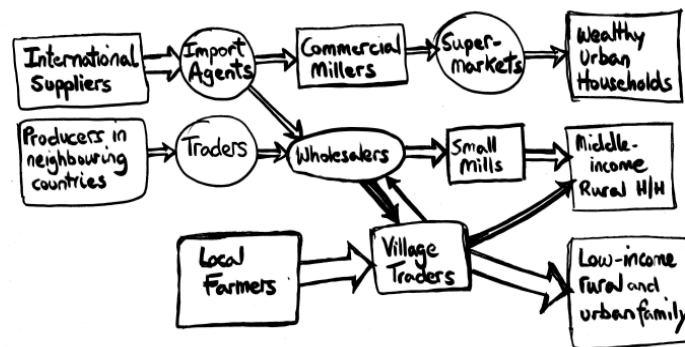 International
Suppliers
Import
Agents
Commercial
Millers
Super-
markets
Wealthy
Urban
Households
Producers in
neighbouring
countries
Traders
Wholesalers
Small
Mills
Middle-
income
Rural H/H
Local
Farmers
Village
Traders
Low-income
rural and
urban family